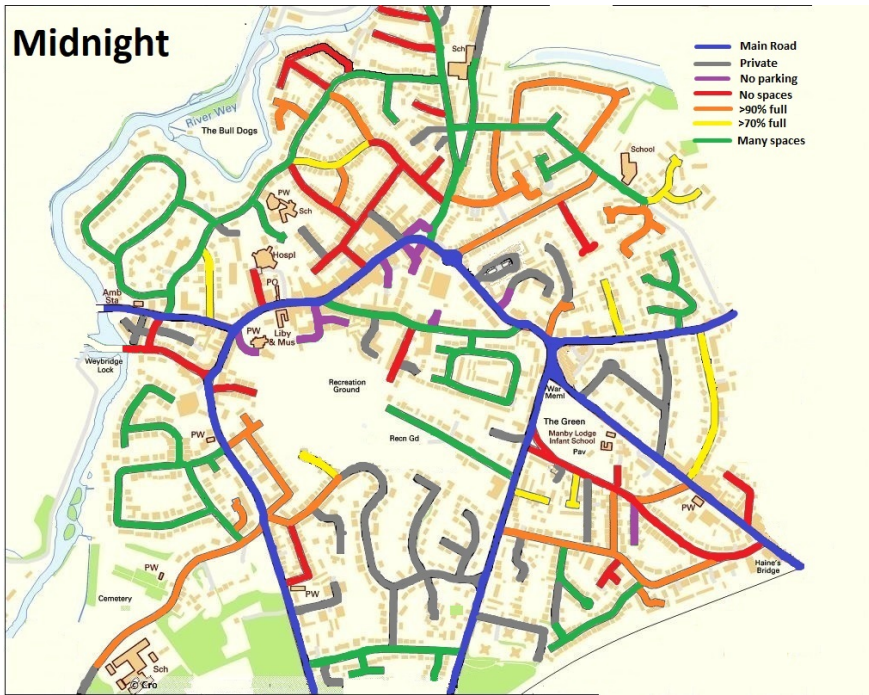 Midnight
Main Road
Private
No parking
No spaces
>90% full
>70% full
Many spaces
Sch
River Wey
The Bull Dogs
School
PW
Sch
Hospl
PO
Amb
Sta
Liby
& Mus
PW
Weybridge
Lock
Recreation
Ground
War
Meml
The Green
Manby Lodge
Infant School
Pav
Recn Gd
PW
PW
Haine's
Bridge
PW
PW
Cemetery
Sch
© Cro